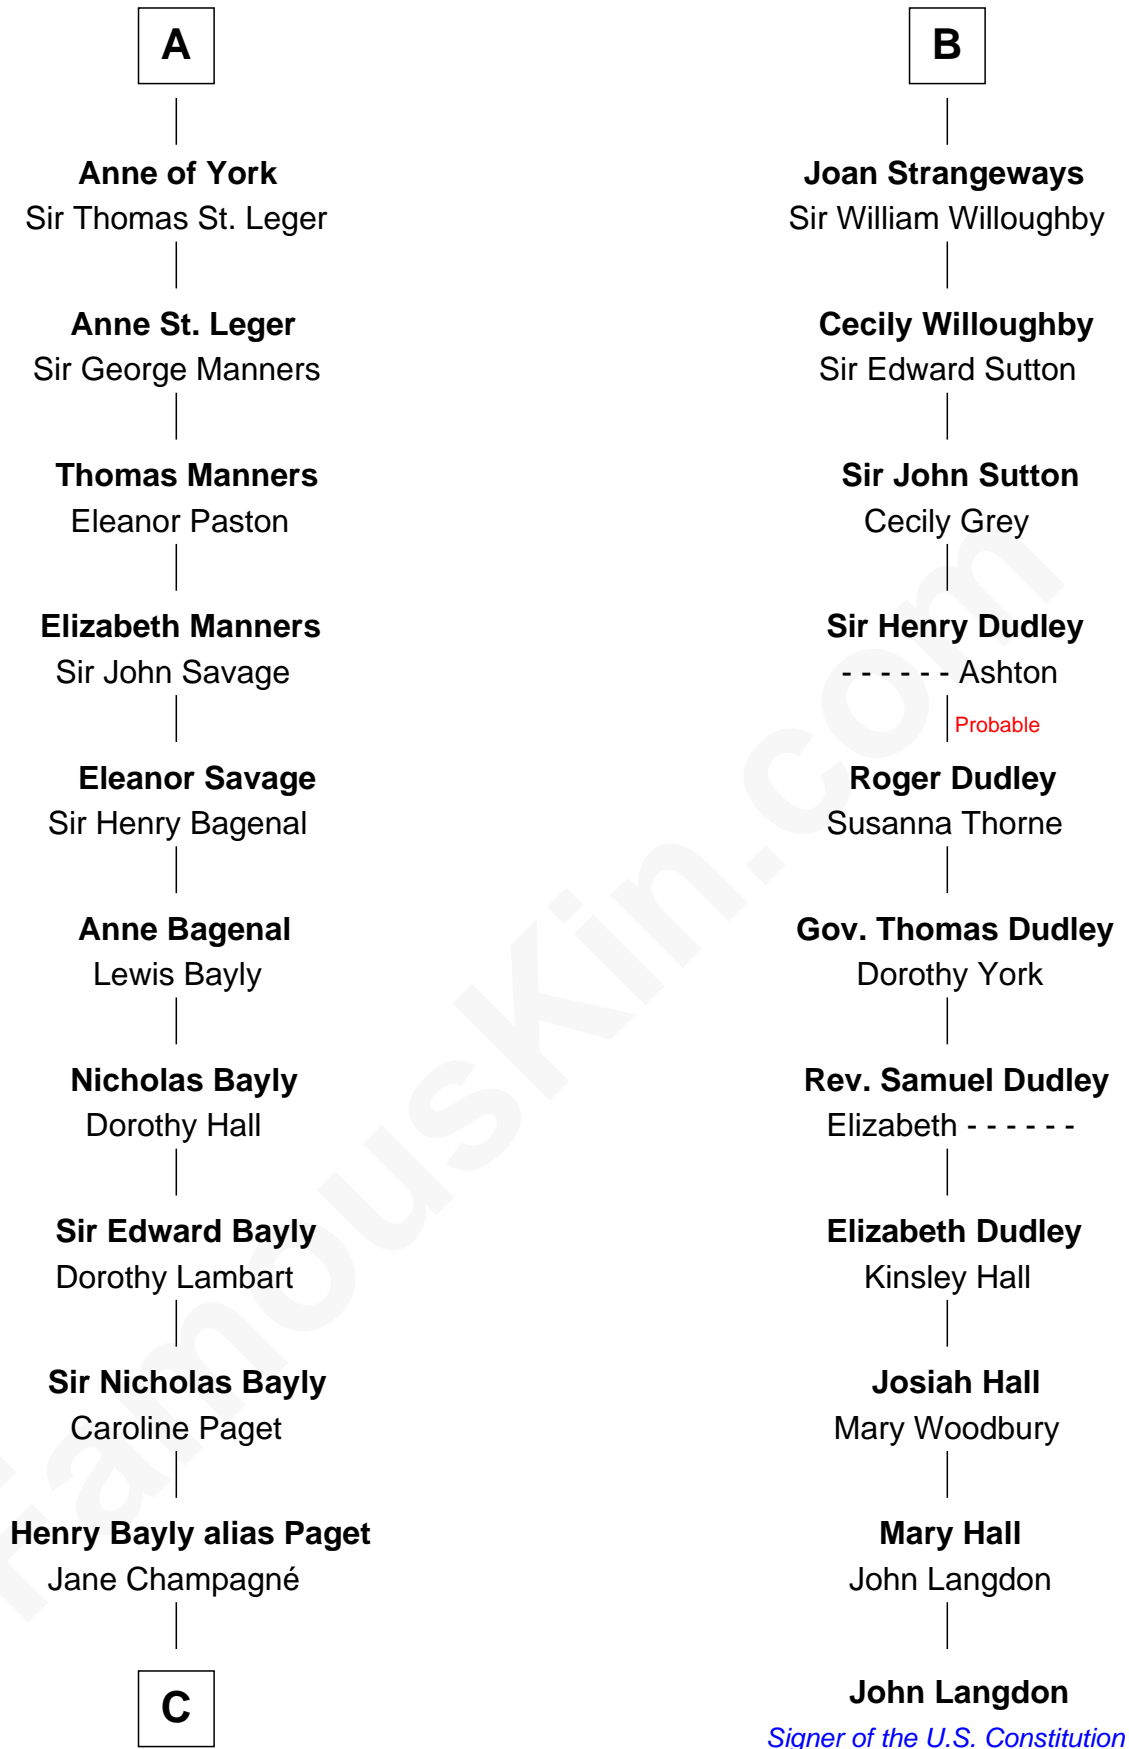 A
Anne of York
Sir Thomas St. Leger
Anne St. Leger
Sir George Manners
Thomas Manners
Eleanor Paston
Elizabeth Manners
Sir John Savage
Eleanor Savage
Sir Henry Bagenal
Anne Bagenal
Lewis Bayly
Nicholas Bayly
Dorothy Hall
Sir Edward Bayly
Dorothy Lambart
Sir Nicholas Bayly
Caroline Paget
Henry Bayly alias Paget
Jane Champagné
C
B
Joan Strangeways
Sir William Willoughby
Cecily Willoughby
Sir Edward Sutton
Sir John Sutton
Cecily Grey
Sir Henry Dudley
- - - - - - Ashton
Probable
Roger Dudley
Susanna Thorne
Gov. Thomas Dudley
Dorothy York
Rev. Samuel Dudley
Elizabeth - - - - - -
Elizabeth Dudley
Kinsley Hall
Josiah Hall
Mary Woodbury
Mary Hall
John Langdon
John Langdon
Signer of the U.S. Constitution
FamousKin.com